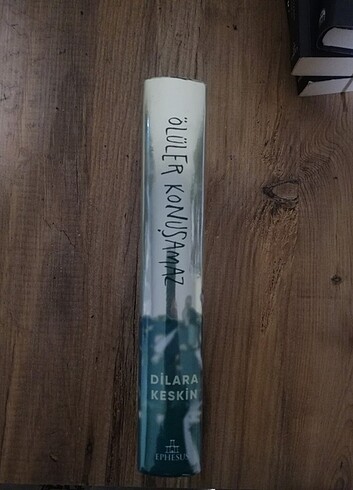 ÖLÜLER KONUŞAMAZ
DİLARA
KESKİN
EPHESUS